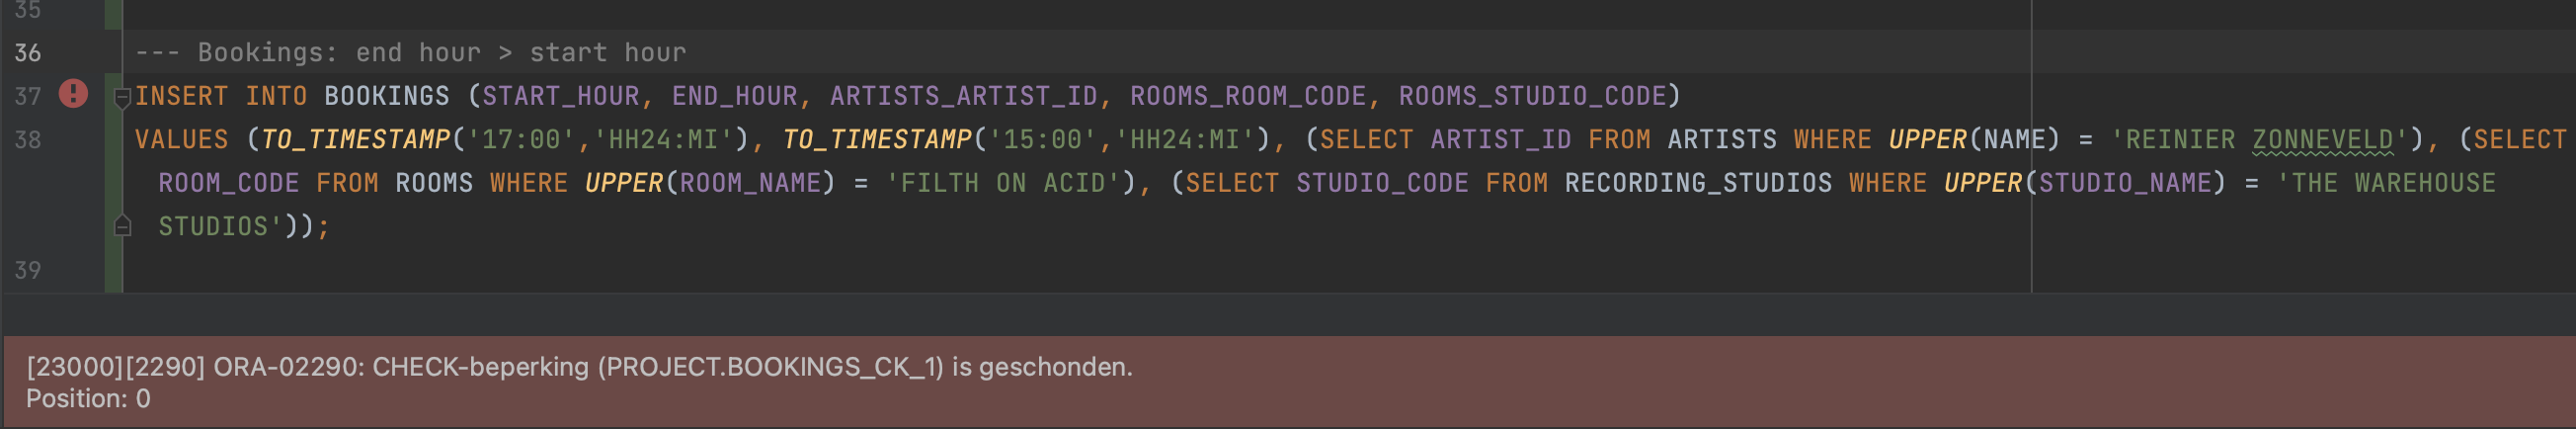 35
36 --- Bookings: end hour > start hour
37 INSERT INTO BOOKINGS (START_HOUR, END_HOUR, ARTISTS_ARTIST_ID, ROOMS_ROOM_CODE, ROOMS_STUDIO_CODE)
38 VALUES (TO_TIMESTAMP('17:00','HH24:MI'), TO_TIMESTAMP('15:00','HH24:MI'), (SELECT ARTIST_ID FROM ARTISTS WHERE UPPER(NAME) = 'REINIER ZONNEVELD'), (SELECT
ROOM_CODE FROM ROOMS WHERE UPPER(ROOM_NAME) = 'FILTH ON ACID'), (SELECT STUDIO_CODE FROM RECORDING_STUDIOS WHERE UPPER(STUDIO_NAME) = 'THE WAREHOUSE
STUDIOS'));
39
[23000][2290] ORA-02290: CHECK-beperking (PROJECT.BOOKINGS_CK_1) is geschonden.
Position: 0